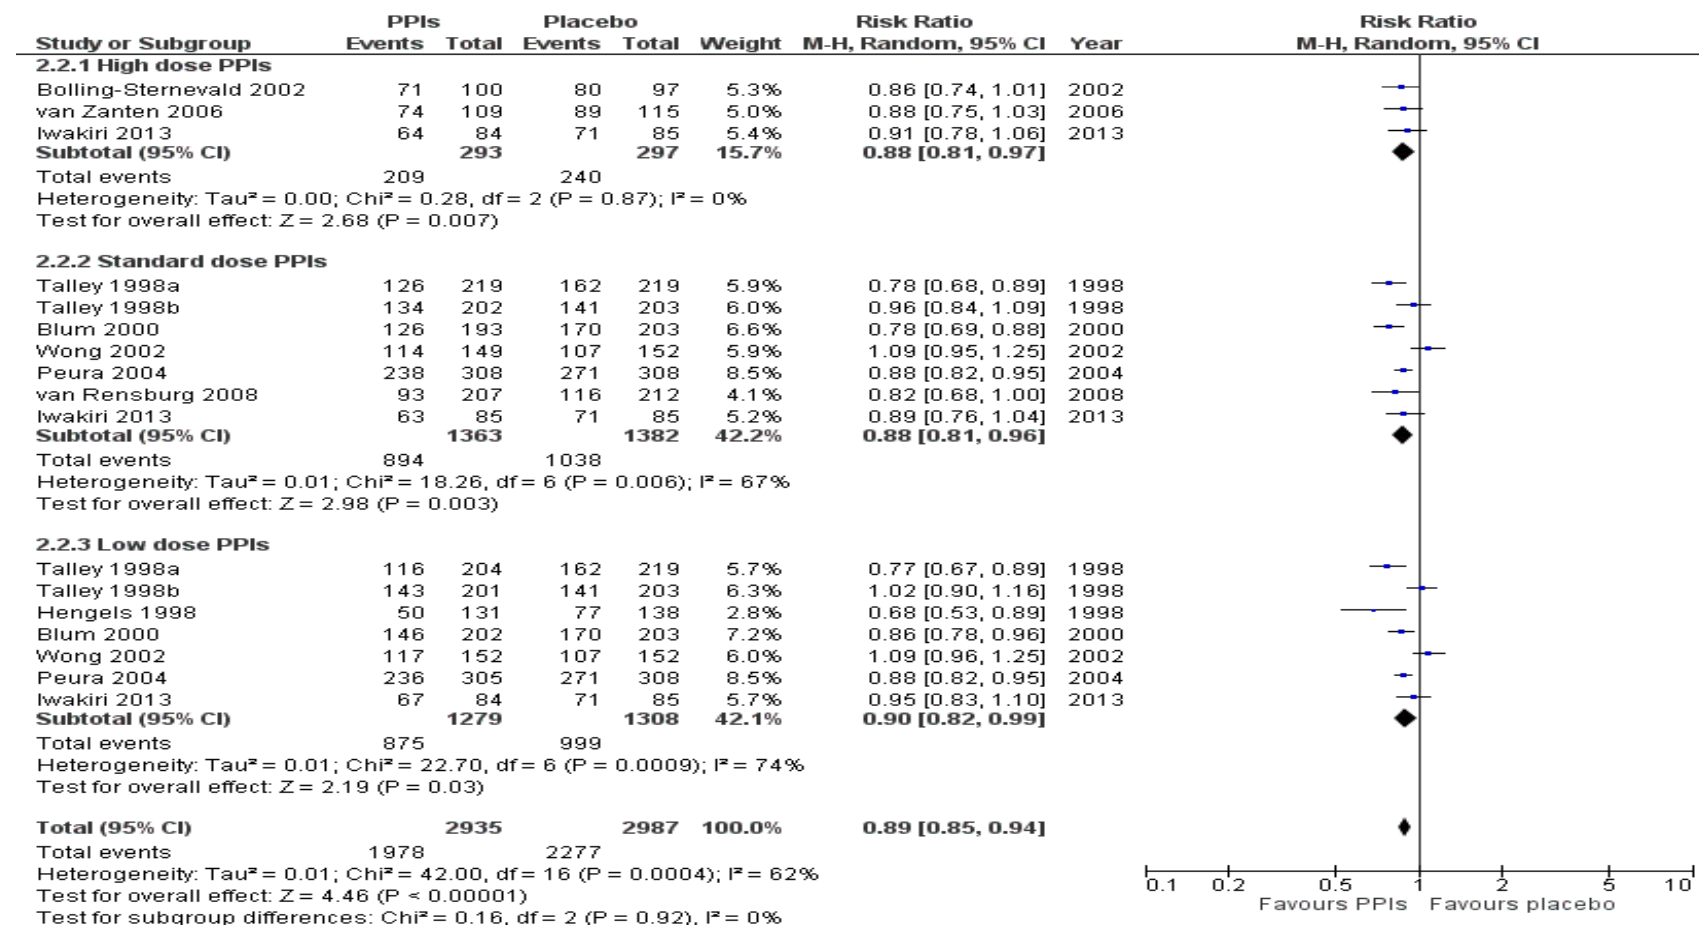 PPIs Placebo Risk Ratio Risk Ratio
Study or Subgroup Events Total Events Total Weight M-H, Random, 95% CI Year M-H, Random, 95% CI
2.2.1 High dose PPIs
Bolling-Sternevald 2002 71 100 80 97 5.3% 0.86 [0.74, 1.01] 2002
van Zanten 2006 74 109 89 115 5.0% 0.88 [0.75, 1.03] 2006
Iwakiri 2013 64 84 71 85 5.4% 0.91 [0.78, 1.06] 2013
Subtotal (95% CI) 293 297 15.7% 0.88 [0.81, 0.97]
Total events 209 240
Heterogeneity: Tau² = 0.00; Chi² = 0.28, df = 2 (P = 0.87); I² = 0%
Test for overall effect: Z = 2.68 (P = 0.007)
2.2.2 Standard dose PPIs
Talley 1998a 126 219 162 219 5.9% 0.78 [0.68, 0.89] 1998
Talley 1998b 134 202 141 203 6.0% 0.96 [0.84, 1.09] 1998
Blum 2000 126 193 170 203 6.6% 0.78 [0.69, 0.88] 2000
Wong 2002 114 149 107 152 5.9% 1.09 [0.95, 1.25] 2002
Peura 2004 238 308 271 308 8.5% 0.88 [0.82, 0.95] 2004
van Rensburg 2008 93 207 116 212 4.1% 0.82 [0.68, 1.00] 2008
Iwakiri 2013 63 85 71 85 5.2% 0.89 [0.76, 1.04] 2013
Subtotal (95% CI) 1363 1382 42.2% 0.88 [0.81, 0.96]
Total events 894 1038
Heterogeneity: Tau² = 0.01; Chi² = 18.26, df = 6 (P = 0.006); I² = 67%
Test for overall effect: Z = 2.98 (P = 0.003)
2.2.3 Low dose PPIs
Talley 1998a 116 204 162 219 5.7% 0.77 [0.67, 0.89] 1998
Talley 1998b 143 201 141 203 6.3% 1.02 [0.90, 1.16] 1998
Hengels 1998 50 131 77 138 2.8% 0.68 [0.53, 0.89] 1998
Blum 2000 146 202 170 203 7.2% 0.86 [0.78, 0.96] 2000
Wong 2002 117 152 107 152 6.0% 1.09 [0.96, 1.25] 2002
Peura 2004 236 305 271 308 8.5% 0.88 [0.82, 0.95] 2004
Iwakiri 2013 67 84 71 85 5.7% 0.95 [0.83, 1.10] 2013
Subtotal (95% CI) 1279 1308 42.1% 0.90 [0.82, 0.99]
Total events 875 999
Heterogeneity: Tau² = 0.01; Chi² = 22.70, df = 6 (P = 0.0009); I² = 74%
Test for overall effect: Z = 2.19 (P = 0.03)
Total (95% CI) 2935 2987 100.0% 0.89 [0.85, 0.94]
Total events 1978 2277
Heterogeneity: Tau² = 0.01; Chi² = 42.00, df = 16 (P = 0.0004); I² = 62%
Test for overall effect: Z = 4.46 (P < 0.00001)
Test for subgroup differences: Chi² = 0.16, df = 2 (P = 0.92), I² = 0%
0.1 0.2 0.5 1 2 5 10
Favours PPIs Favours placebo